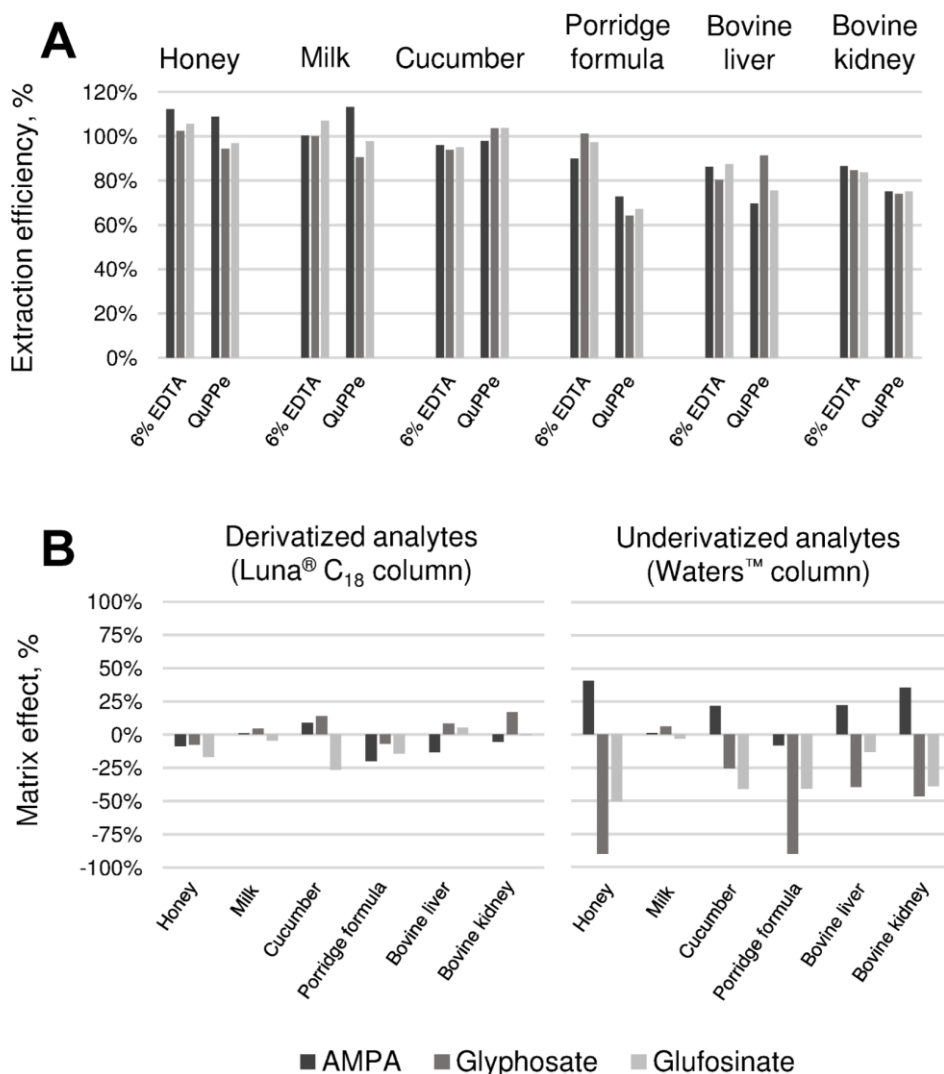 A
Honey
Milk
Cucumber
Porridge
formula
Bovine
liver
Bovine
kidney
Extraction efficiency, %
120%
100%
80%
60%
40%
20%
0%
6% EDTA
QuPPe
6% EDTA
QuPPe
6% EDTA
QuPPe
6% EDTA
QuPPe
6% EDTA
QuPPe
6% EDTA
QuPPe
B
Derivatized analytes
(Luna® C18 column)
Underivatized analytes
(Waters™ column)
Matrix effect, %
100%
75%
50%
25%
0%
-25%
-50%
-75%
-100%
Honey
Milk
Cucumber
Porridge formula
Bovine liver
Bovine kidney
Honey
Milk
Cucumber
Porridge formula
Bovine liver
Bovine kidney
AMPA Glyphosate Glufosinate